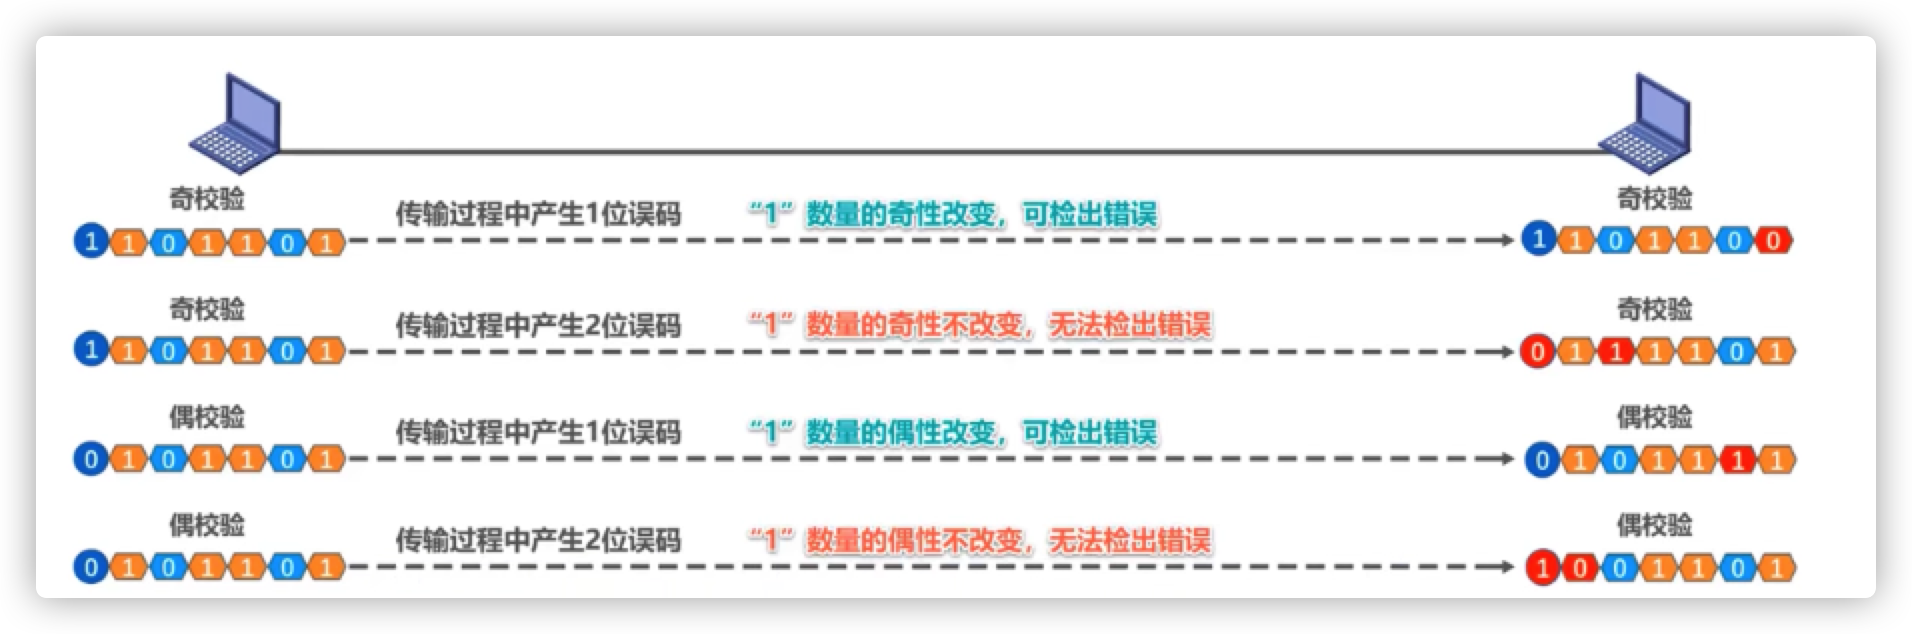 奇校验 奇校验
传输过程中产生1位误码 “1”数量的奇性改变，可检出错误
1 1 0 1 1 0 1 1 1 0 1 1 0 0
奇校验 奇校验
传输过程中产生2位误码 “1”数量的奇性不改变，无法检出错误
1 1 0 1 1 0 1 0 1 1 1 1 0 1
偶校验 偶校验
传输过程中产生1位误码 “1”数量的偶性改变，可检出错误
0 1 0 1 1 0 1 0 1 0 1 1 1 1
偶校验 偶校验
传输过程中产生2位误码 “1”数量的偶性不改变，无法检出错误
0 1 0 1 1 0 1 1 0 0 1 1 0 1